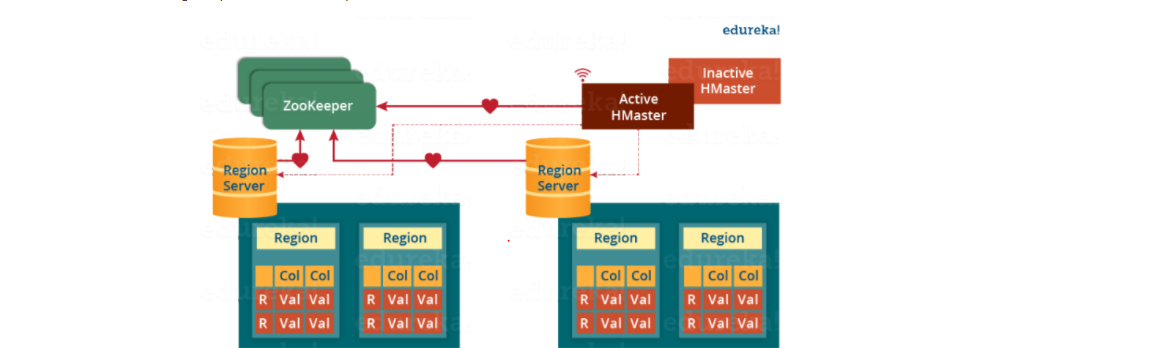 edureka!
Inactive
HMaster
Active
HMaster
ZooKeeper
Region
Server
Region
Server
Region
Col Col
R Val Val
R Val Val
Region
Col Col
R Val Val
R Val Val
Region
Col Col
R Val Val
R Val Val
Region
Col Col
R Val Val
R Val Val